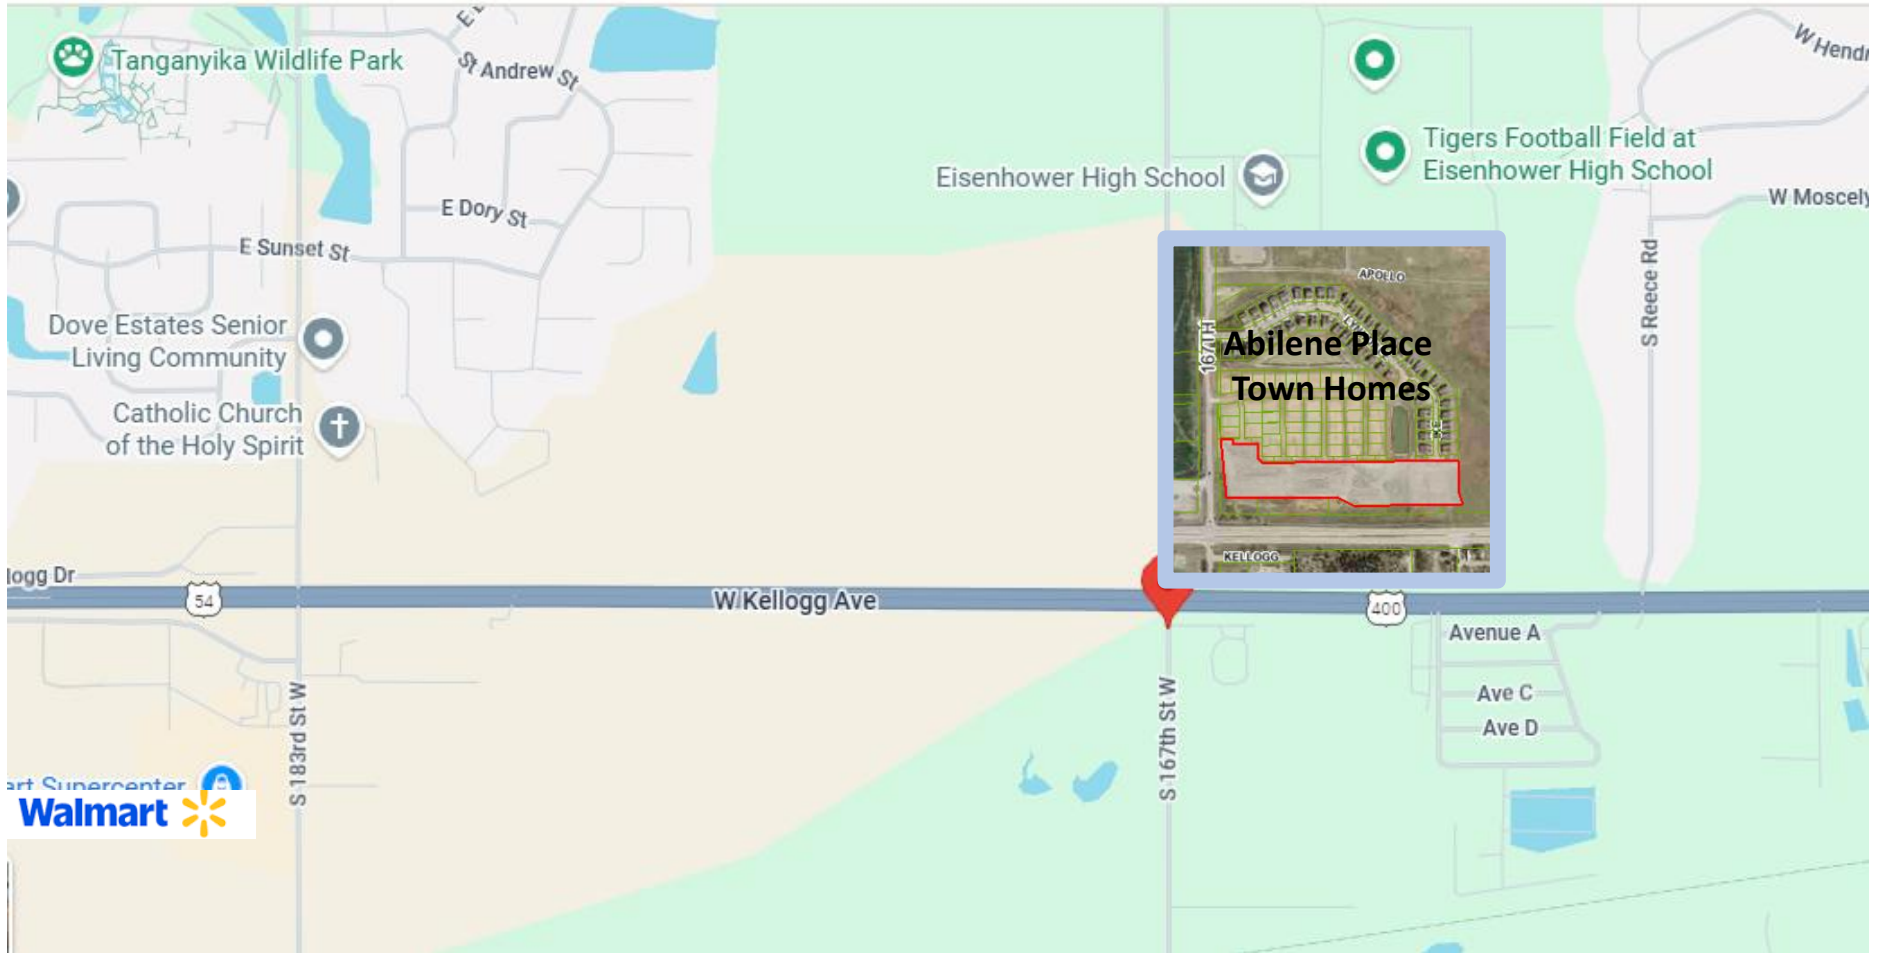 Tanganyika Wildlife Park
St Andrew St
W Hendr
Tigers Football Field at
Eisenhower High School
Eisenhower High School
W Moscely
E Dory St
E Sunset St
S Reece Rd
APOLLO
167TH
Abilene Place
Town Homes
KELLOGG
Dove Estates Senior
Living Community
Catholic Church
of the Holy Spirit
logg Dr
54
W Kellogg Ave
400
Avenue A
Ave C
Ave D
S 183rd St W
S 167th St W
art Supercenter
Walmart